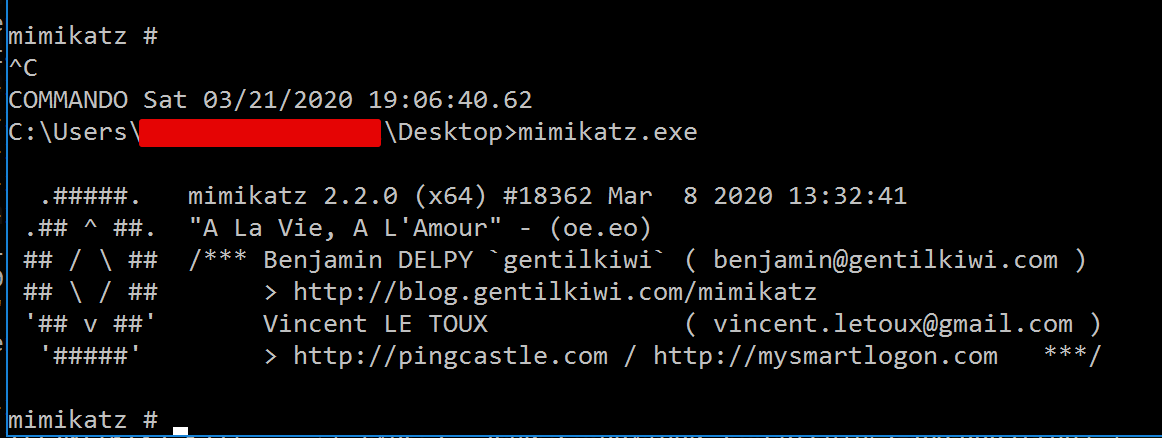 mimikatz #
^C
COMMANDO Sat 03/21/2020 19:06:40.62
C:\Users\ \Desktop>mimikatz.exe
.#####. mimikatz 2.2.0 (x64) #18362 Mar 8 2020 13:32:41
.## ^ ##. "A La Vie, A L'Amour" - (oe.eo)
## / \ ## /*** Benjamin DELPY `gentilkiwi` ( benjamin@gentilkiwi.com )
## \ / ## > http://blog.gentilkiwi.com/mimikatz
'## v ##' Vincent LE TOUX ( vincent.letoux@gmail.com )
'#####' > http://pingcastle.com / http://mysmartlogon.com ***/
mimikatz #